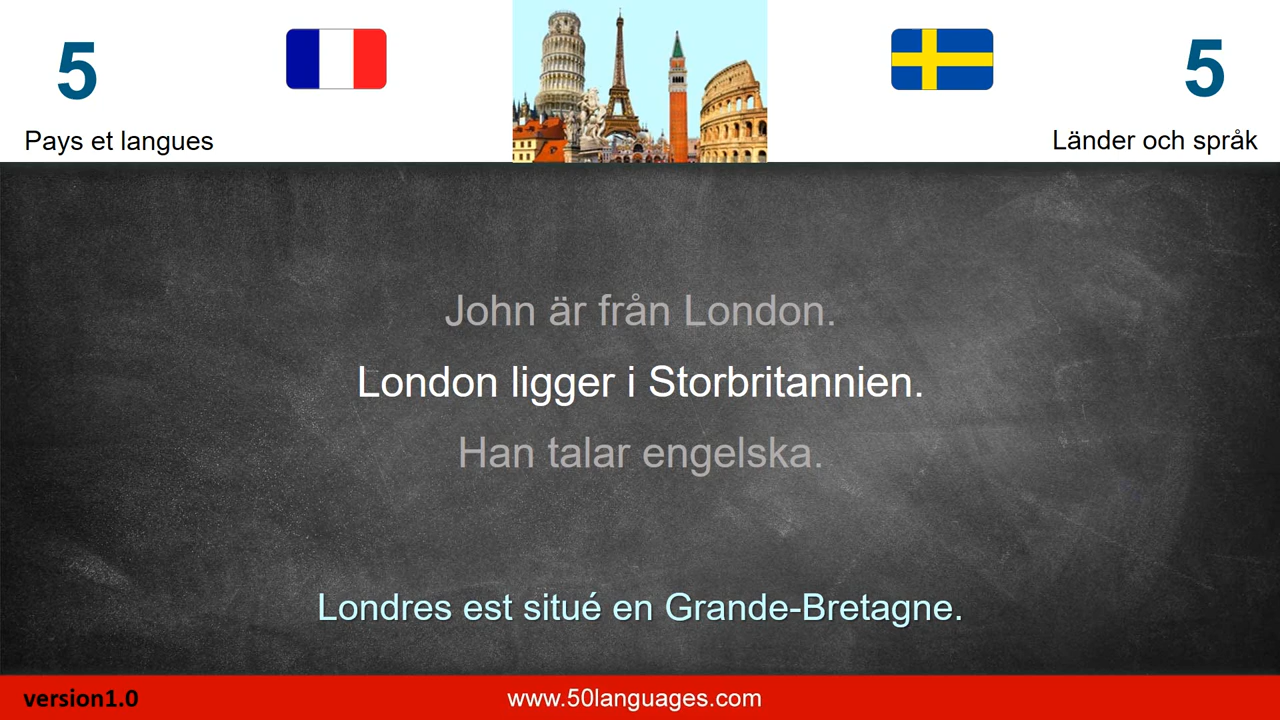 5
5
Pays et langues
Länder och språk
John är från London.
London ligger i Storbritannien.
Han talar engelska.
Londres est situé en Grande-Bretagne.
version1.0
www.50languages.com